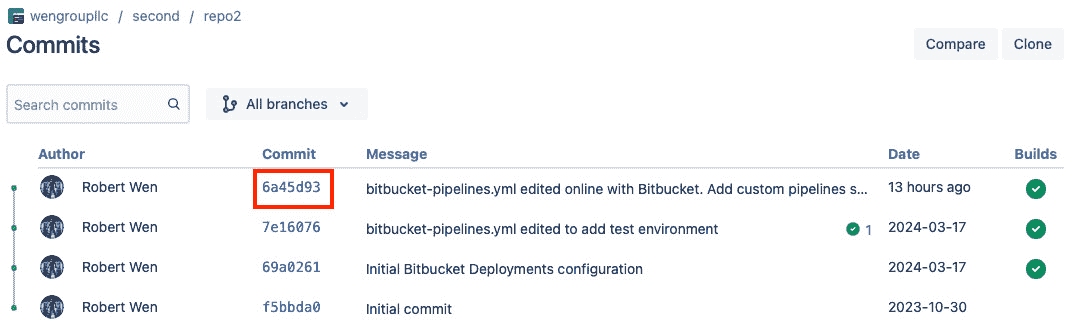 wengroupllc / second / repo2
Commits
Compare Clone
Search commits All branches
Author Commit Message Date Builds
Robert Wen 6a45d93 bitbucket-pipelines.yml edited online with Bitbucket. Add custom pipelines s... 13 hours ago
Robert Wen 7e16076 bitbucket-pipelines.yml edited to add test environment 1 2024-03-17
Robert Wen 69a0261 Initial Bitbucket Deployments configuration 2024-03-17
Robert Wen f5bbda0 Initial commit 2023-10-30